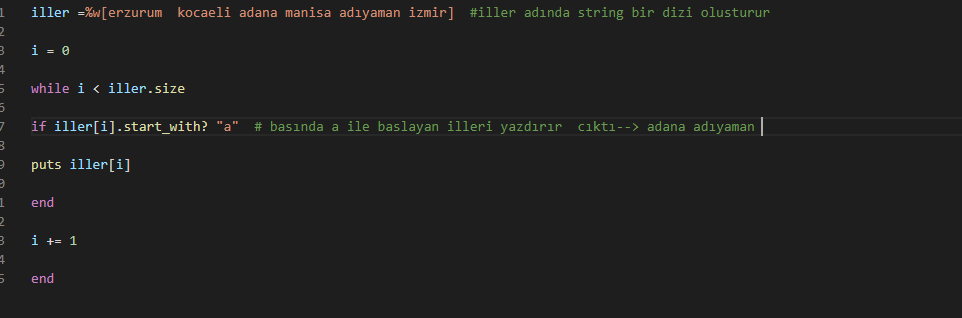 1 iller =%w[erzurum  kocaeli adana manisa adıyaman izmir]  #iller adında string bir dizi olusturur
2
3 i = 0
4
5 while i < iller.size
6
7 if iller[i].start_with? "a"  # basında a ile baslayan illeri yazdırır  cıktı--> adana adıyaman
8
9 puts iller[i]
0
1 end
2
3 i += 1
4
5 end